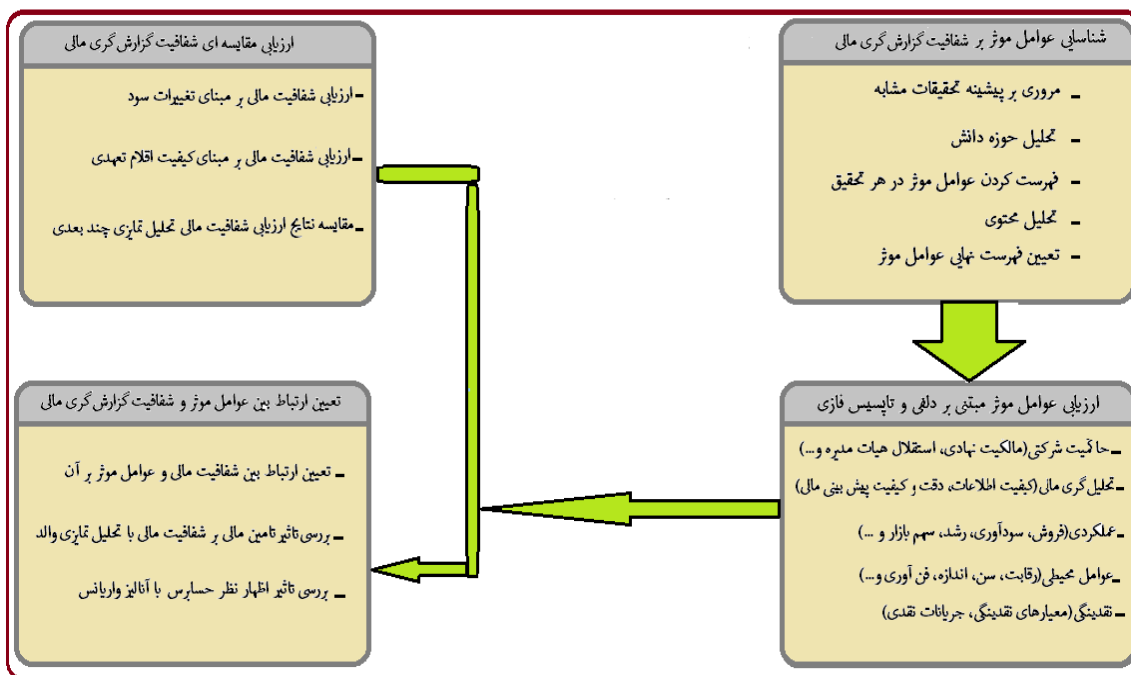 شناسایی عوامل موثر بر شفافیت گزارش گری مالی
- مروری بر پیشینه تحقیقات مشابه
- تحلیل حوزه دانش
- فهرست کردن عوامل موثر در هر تحقیق
- تحلیل محتوی
- تعیین فهرست نهایی عوامل موثر
ارزیابی عوامل موثر مبتنی بر دلفی و تاپسیس فازی
- حاکمیت شرکتی(مالکیت نهادی، استقلال هیات مدیره و...)
- تحلیل گری مالی(کیفیت اطلاعات، دقت و کیفیت پیش بینی مالی)
- عملکردی(فروش، سودآوری، رشد، سهم بازار و ...)
- عوامل محیطی(رقابت، سن، اندازه، فن آوری و...)
- نقدینگی(معیارهای نقدینگی، جریانات نقدی)
ارزیابی مقایسه ای شفافیت گزارش گری مالی
- ارزیابی شفافیت مالی بر مبنای تغییرات سود
- ارزیابی شفافیت مالی بر مبنای کیفیت اقلام تعهدی
- مقایسه نتایج ارزیابی شفافیت مالی تحلیل تمایزی چند بعدی
تعیین ارتباط بین عوامل موثر و شفافیت گزارش گری مالی
- تعیین ارتباط بین شفافیت مالی و عوامل موثر بر آن
- بررسی تاثیر تامین مالی بر شفافیت مالی با تحلیل تمایزی والد
- بررسی تاثیر اظهار نظر حسابرس با آنالیز واریانس